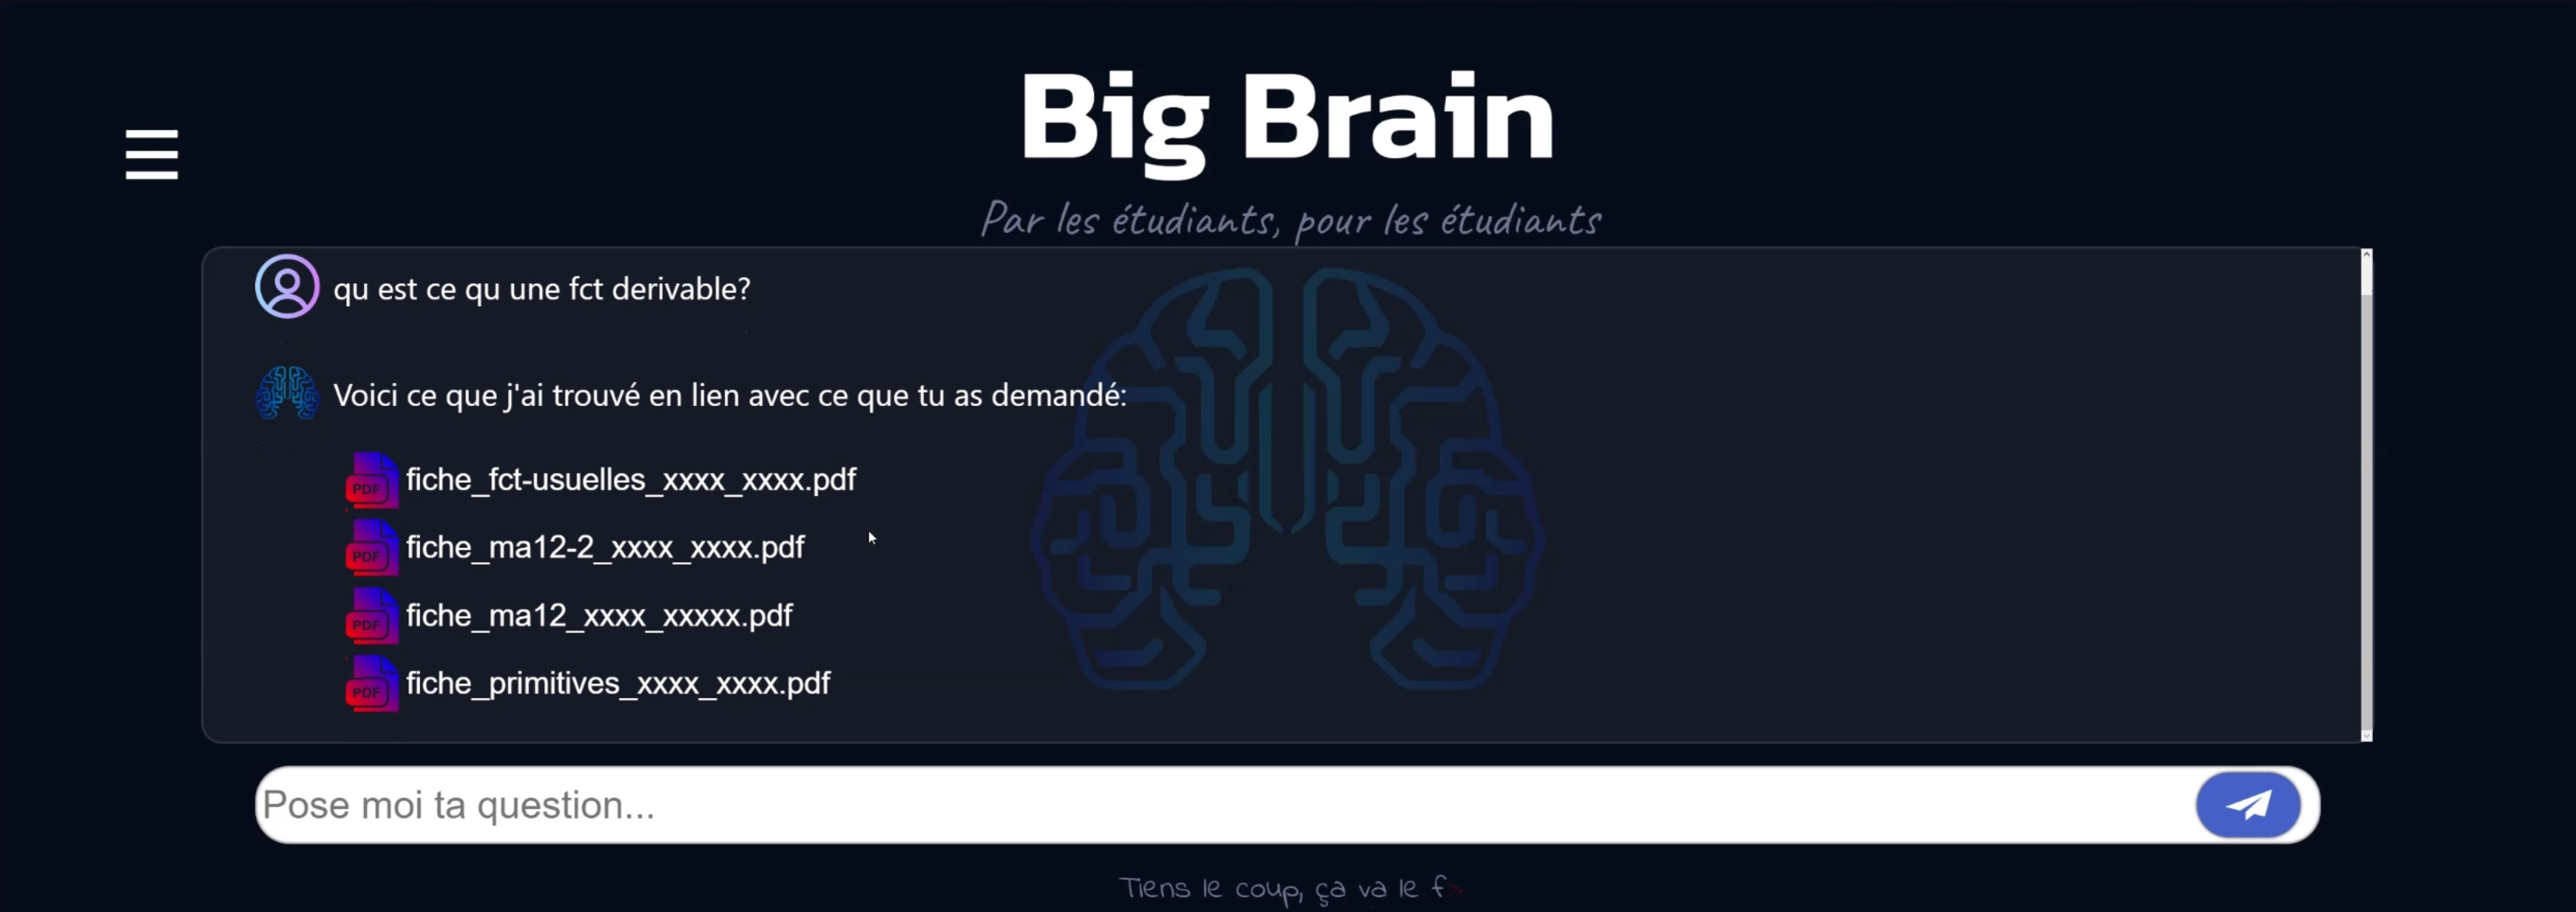 Big Brain
Par les étudiants, pour les étudiants
qu est ce qu une fct derivable?
Voici ce que j'ai trouvé en lien avec ce que tu as demandé:
PDF fiche_fct-usuelles_xxxx_xxxx.pdf
PDF fiche_ma12-2_xxxx_xxxx.pdf
PDF fiche_ma12_xxxx_xxxxx.pdf
PDF fiche_primitives_xxxx_xxxx.pdf
Pose moi ta question...
Tiens le coup, ça va le f>